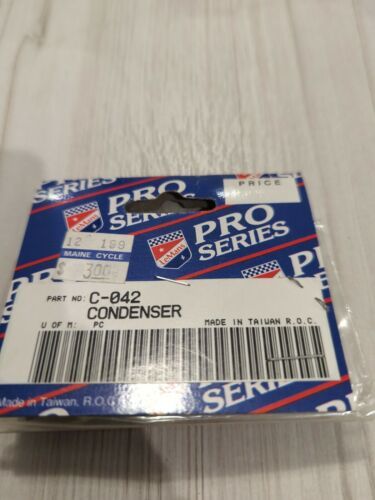 PRO
SERIES
PRICE
LeMans
PRO
SERIES
12 199
MAINE CYCLE
$ 300
PART NO: C-042
CONDENSER
U OF M: PC
MADE IN TAIWAN R.O.C.
Made in Taiwan, R.O.C.
SERIES